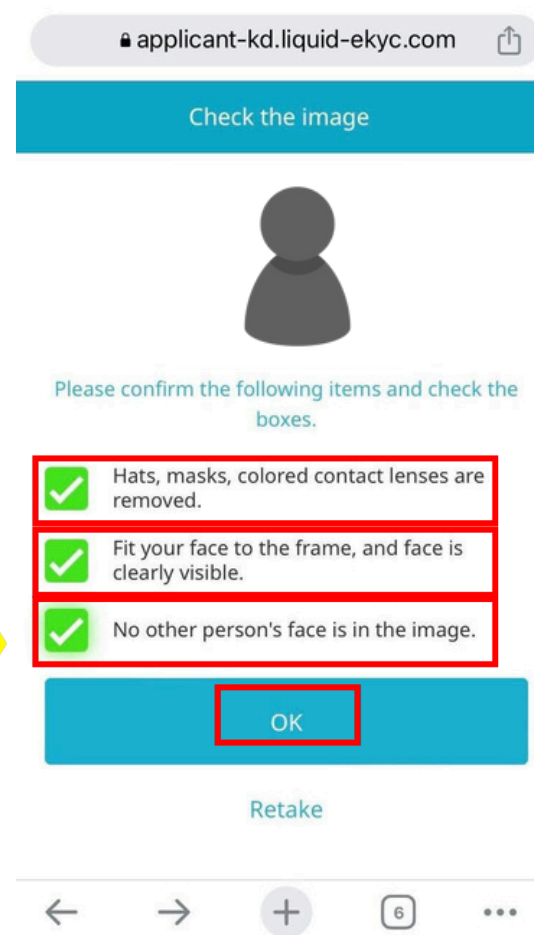 applicant-kd.liquid-ekyc.com
Check the image
Please confirm the following items and check the
boxes.
Hats, masks, colored contact lenses are
removed.
Fit your face to the frame, and face is
clearly visible.
No other person's face is in the image.
OK
Retake
6